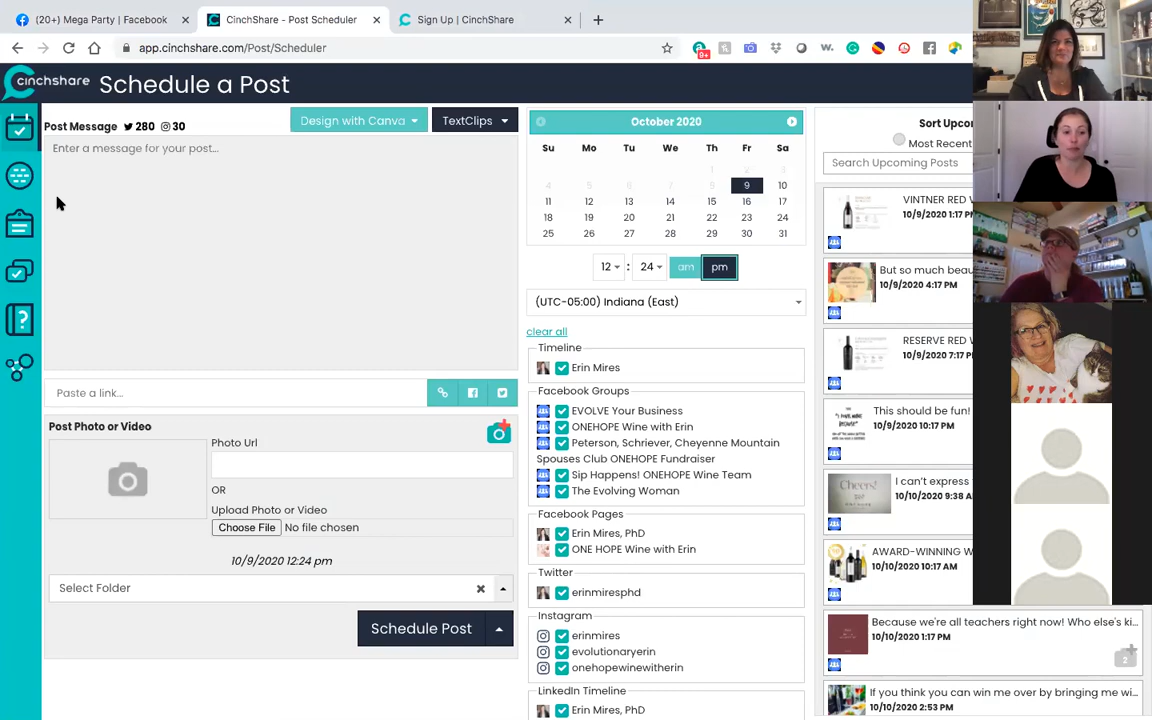 (20+) Mega Party | Facebook
CinchShare - Post Scheduler
Sign Up | CinchShare
app.cinchshare.com/Post/Scheduler
9+
cinchshare
Schedule a Post
Post Message 280 30
Design with Canva
TextClips
Enter a message for your post...
Paste a link...
Post Photo or Video
Photo Url
OR
Upload Photo or Video
Choose File No file chosen
10/9/2020 12:24 pm
Select Folder
Schedule Post
October 2020
Su Mo Tu We Th Fr Sa
1 2 3
4 5 6 7 8 9 10
11 12 13 14 15 16 17
18 19 20 21 22 23 24
25 26 27 28 29 30 31
12 : 24 am pm
(UTC-05:00) Indiana (East)
clear all
Timeline
Erin Mires
Facebook Groups
EVOLVE Your Business
ONEHOPE Wine with Erin
Peterson, Schriever, Cheyenne Mountain
Spouses Club ONEHOPE Fundraiser
Sip Happens! ONEHOPE Wine Team
The Evolving Woman
Facebook Pages
Erin Mires, PhD
ONE HOPE Wine with Erin
Twitter
erinmiresphd
Instagram
erinmires
evolutionaryerin
onehopewinewitherin
LinkedIn Timeline
Erin Mires, PhD
Sort Upcom
Most Recent
Search Upcoming Posts
VINTNER RED W
10/9/2020 1:17 PM
But so much beau
10/9/2020 4:17 PM
RESERVE RED V
10/9/2020 7:17 P
This should be fun!
10/9/2020 10:17 PM
Cheers!
I can't express
10/10/2020 9:38 A
AWARD-WINNING W
10/10/2020 10:17 AM
Because we're all teachers right now! Who else's ki...
10/10/2020 1:17 PM
2
If you think you can win me over by bringing me wi...
10/10/2020 2:53 PM